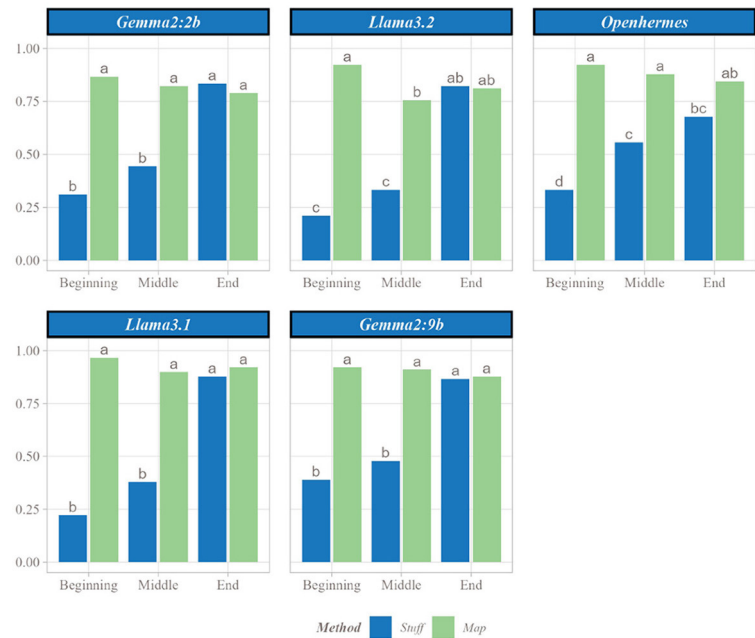 Gemma2:2b
Llama3.2
Openhermes
1.00
0.75
0.50
0.25
0.00
b a b a a a
c a c b ab ab
d a c a bc ab
Beginning Middle End
Beginning Middle End
Beginning Middle End
Llama3.1
Gemma2:9b
1.00
0.75
0.50
0.25
0.00
b a b a a a
b a b a a a
Beginning Middle End
Beginning Middle End
Method Stuff Map